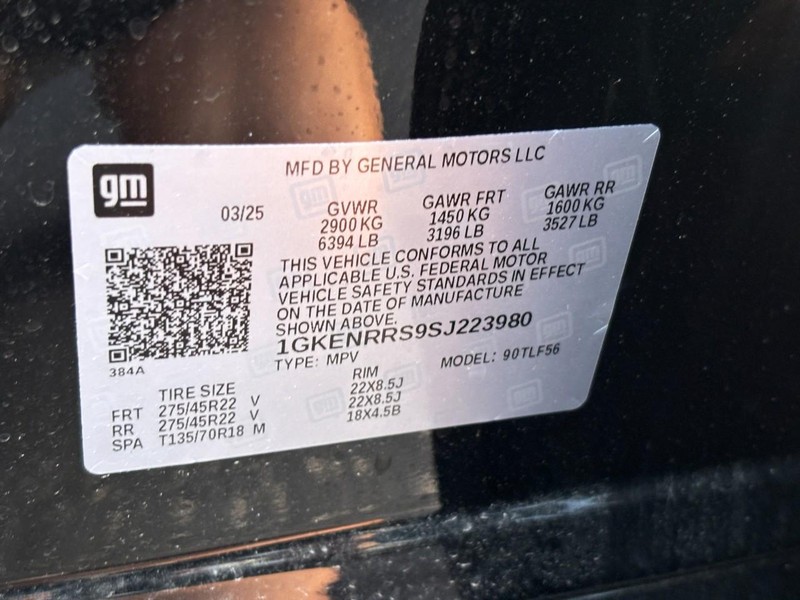 gm
MFD BY GENERAL MOTORS LLC
03/25 GVWR GAWR FRT GAWR RR
2900 KG 1450 KG 1600 KG
6394 LB 3196 LB 3527 LB
THIS VEHICLE CONFORMS TO ALL
APPLICABLE U.S. FEDERAL MOTOR
VEHICLE SAFETY STANDARDS IN EFFECT
ON THE DATE OF MANUFACTURE
SHOWN ABOVE.
1GKENRRS9SJ223980
TYPE: MPV MODEL: 90TLF56
384A
TIRE SIZE RIM
FRT 275/45R22 V 22X8.5J
RR 275/45R22 V 22X8.5J
SPA T135/70R18 M 18X4.5B